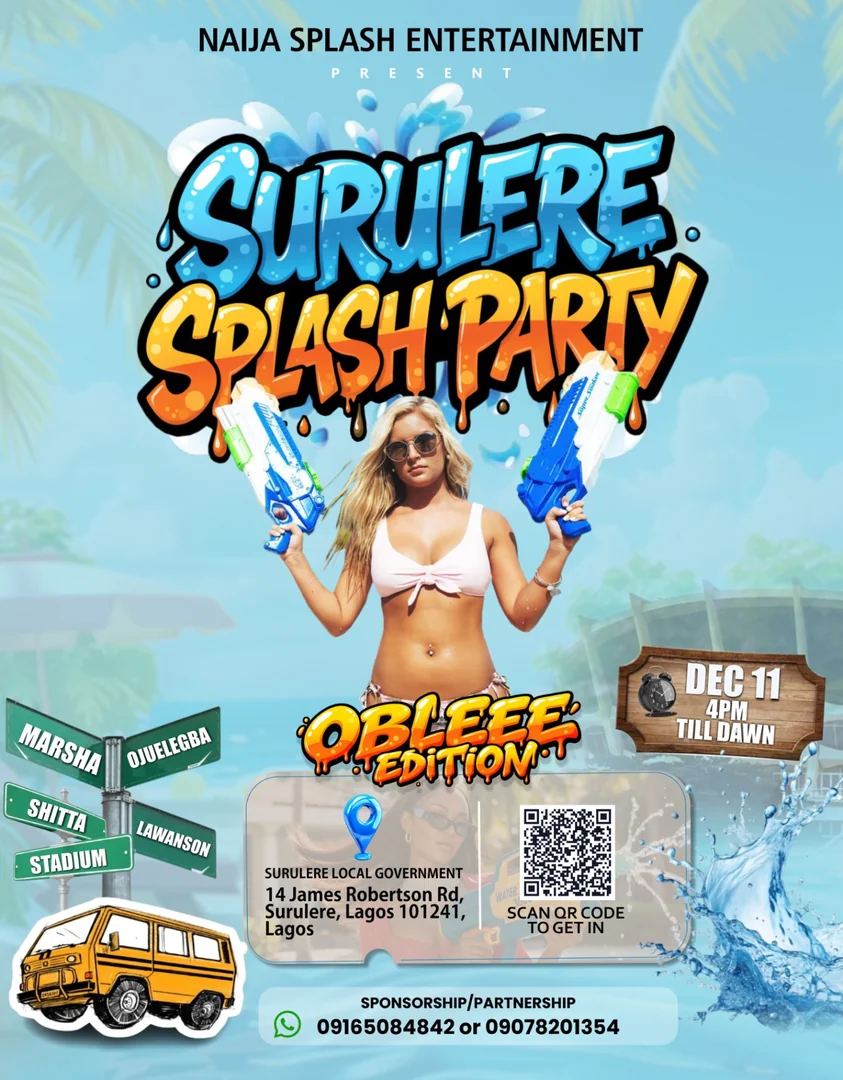 NAIJA SPLASH ENTERTAINMENT
PRESENT
SURULERE
SPLASH PARTY
OBLEEE
EDITION
DEC 11
4PM
TILL DAWN
MARSHA
OJUELEGBA
SHITTA
LAWANSON
STADIUM
SURULERE LOCAL GOVERNMENT
14 James Robertson Rd,
Surulere, Lagos 101241,
Lagos
SCAN QR CODE
TO GET IN
SPONSORSHIP/PARTNERSHIP
09165084842 or 09078201354